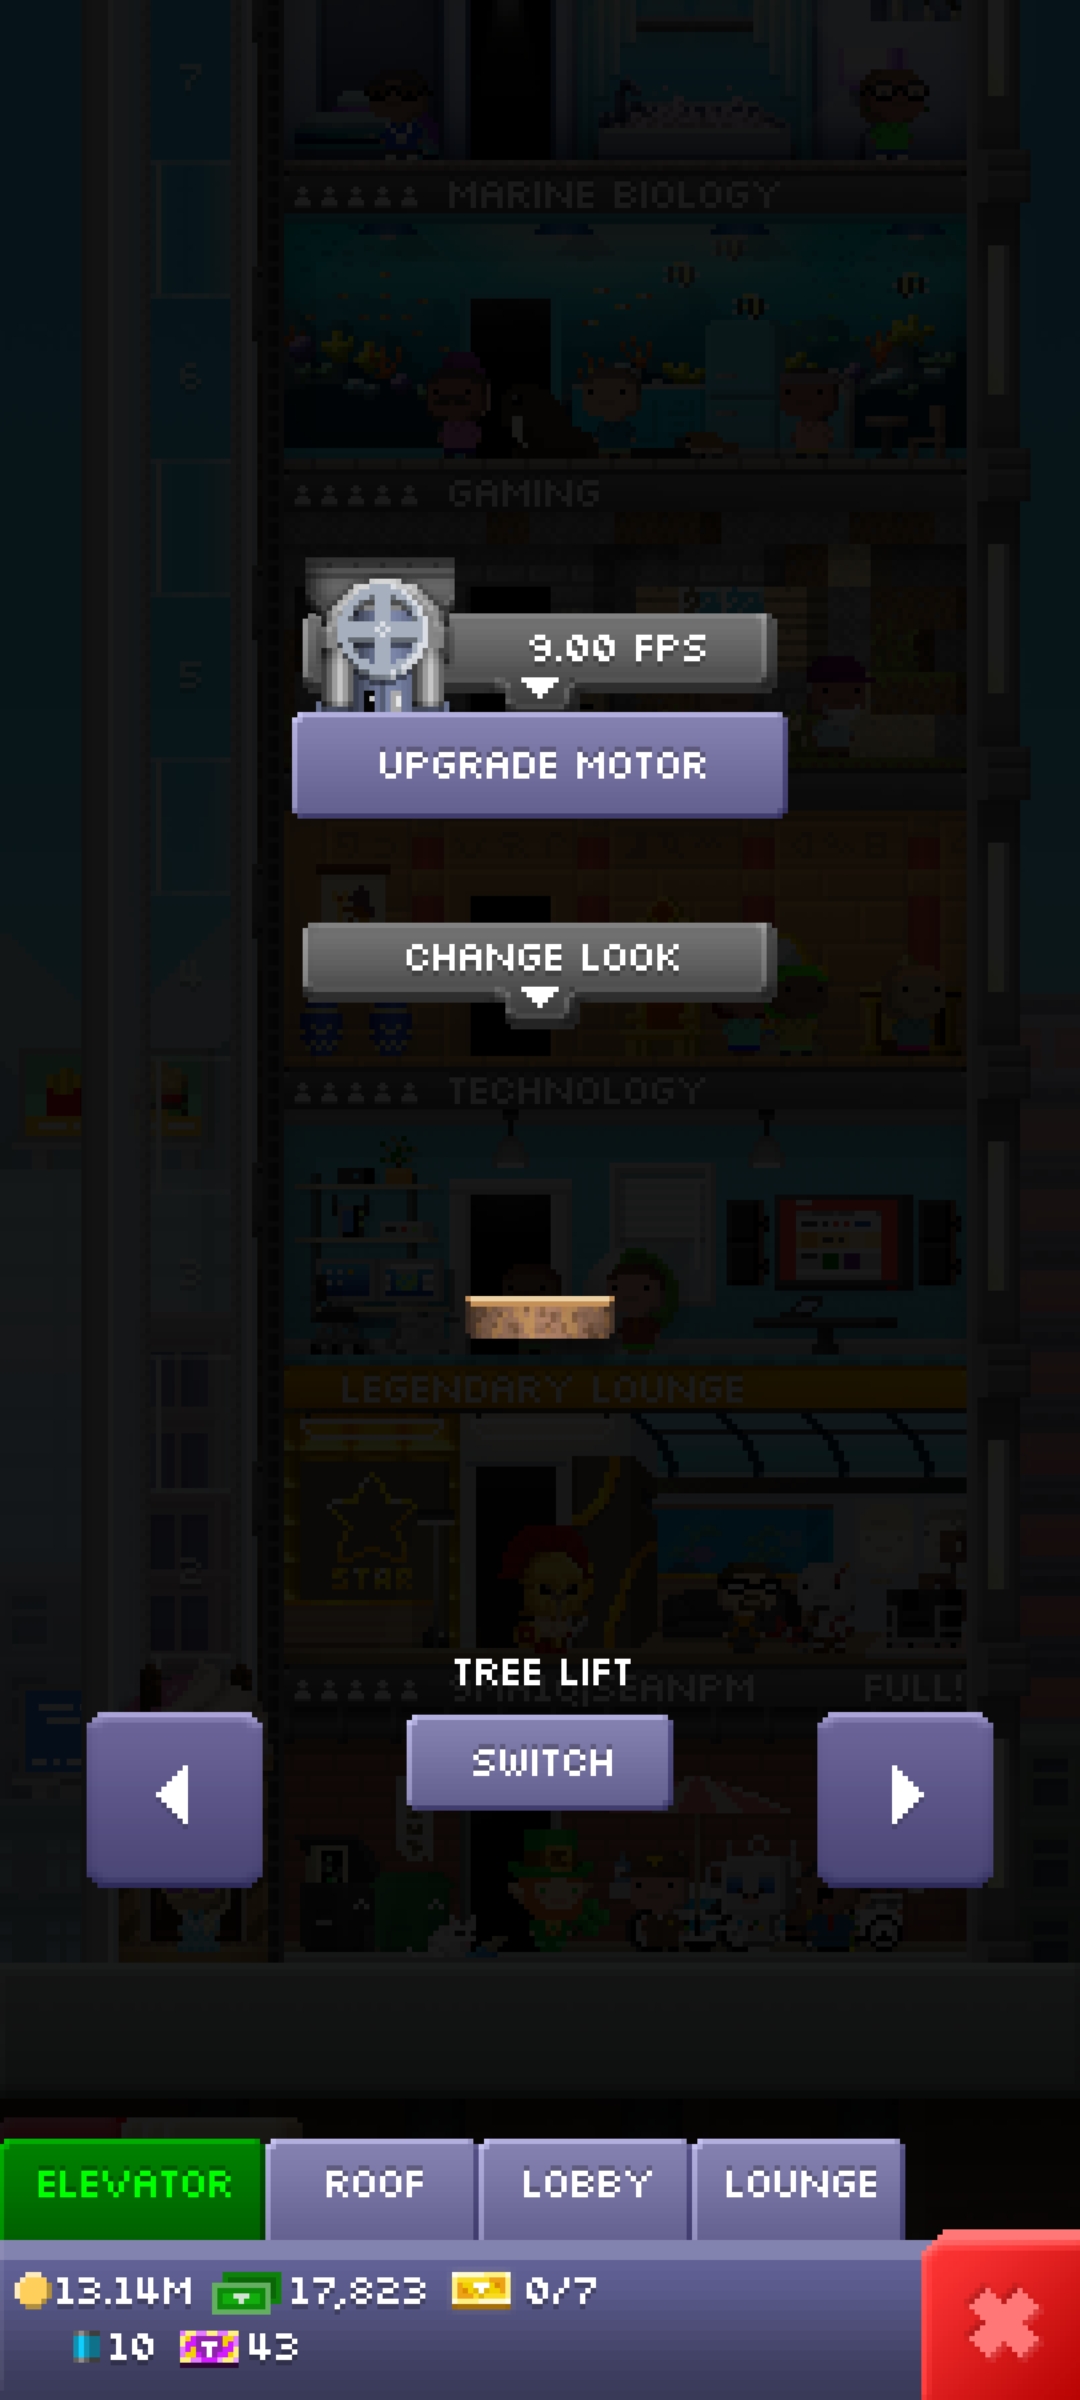 7
MARINE BIOLOGY
6
GAMING
9.00 FPS
5
UPGRADE MOTOR
CHANGE LOOK
4
TECHNOLOGY
3
LEGENDARY LOUNGE
STAR
2
TREE LIFT
FULL!
SWITCH
ELEVATOR ROOF LOBBY LOUNGE
13.14M 17,823 0/7
10 43